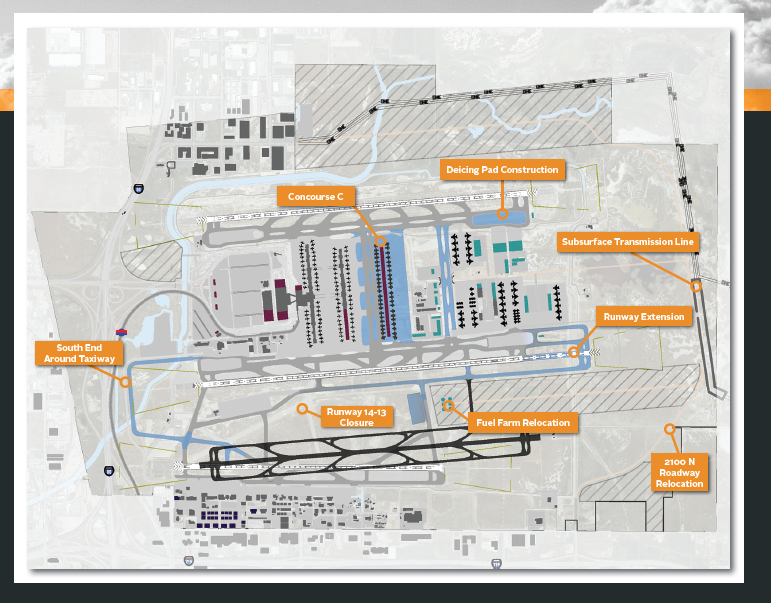 Deicing Pad Construction
Concourse C
Subsurface Transmission Line
Runway Extension
South End
Around Taxiway
Runway 14-13
Closure
Fuel Farm Relocation
2100 N
Roadway
Relocation